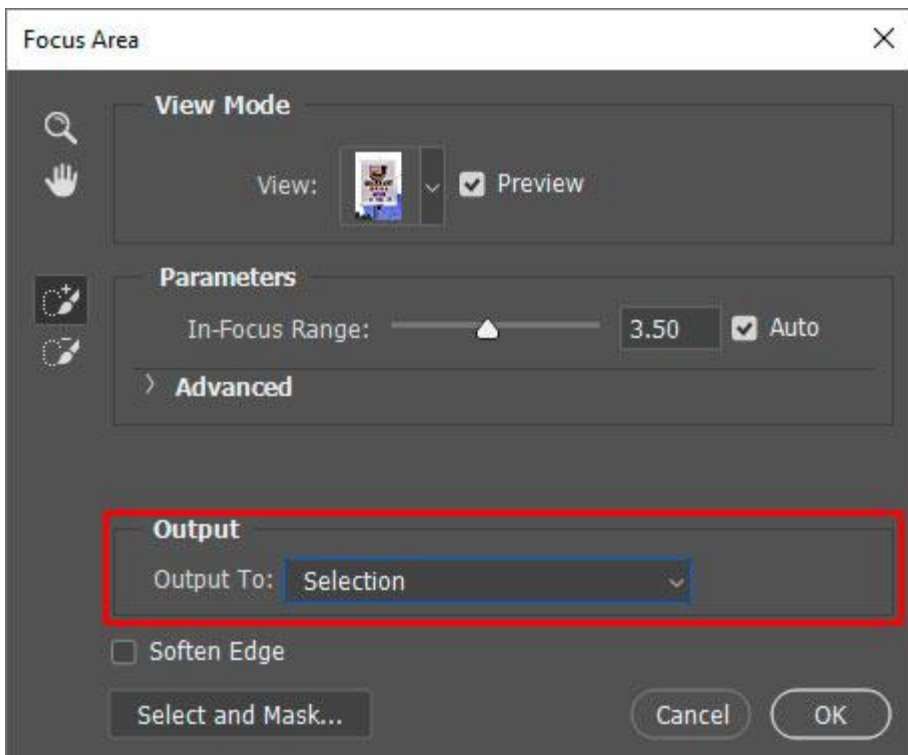 Focus Area
View Mode
View:
Preview
Parameters
In-Focus Range:
3.50
Auto
Advanced
Output
Output To:
Selection
Soften Edge
Select and Mask...
Cancel
OK